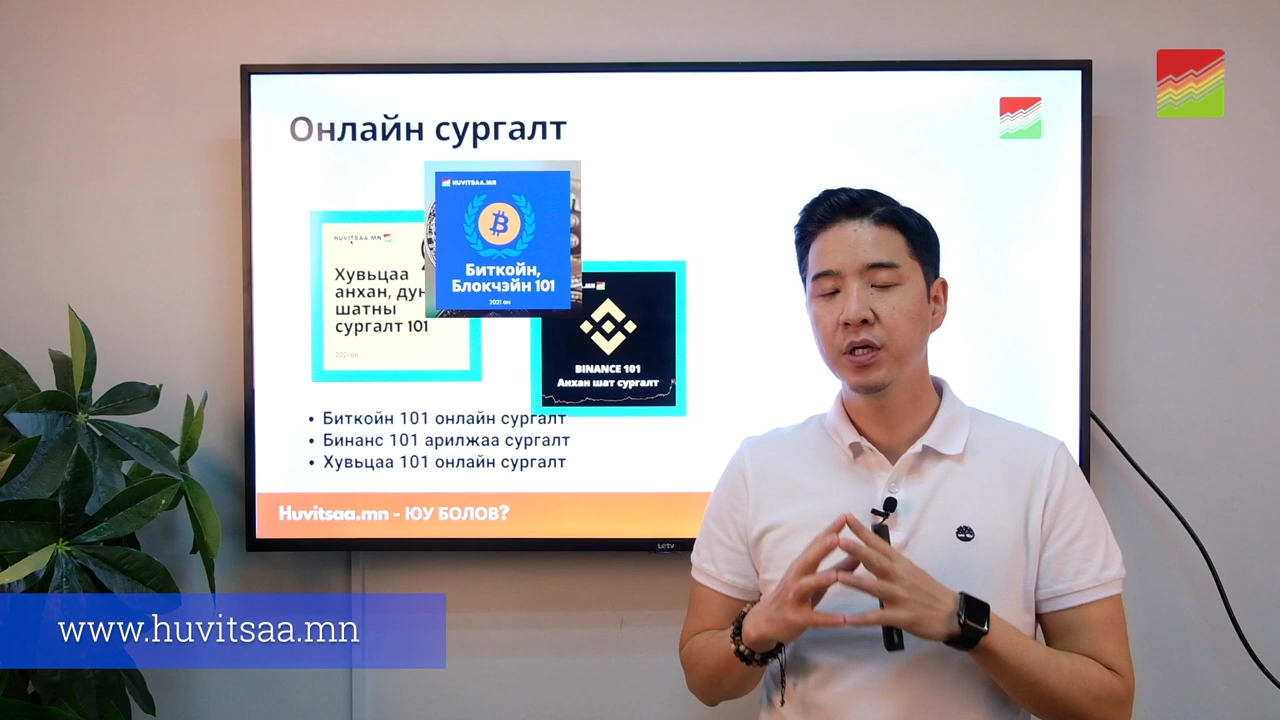 Онлайн сургалт
HUVITSAA.MN
Хувьцаа
анхан, дун
шатны
сургалт 101
2021 он
HUVITSAA.MN
Биткойн,
Блокчэйн 101
2021 он
.MN
BINANCE 101
Анхан шат сургалт
• Биткойн 101 онлайн сургалт
• Бинанс 101 арилжаа сургалт
• Хувьцаа 101 онлайн сургалт
Huvitsaa.mn - ЮУ БОЛОВ?
LeTV
www.huvitsaa.mn